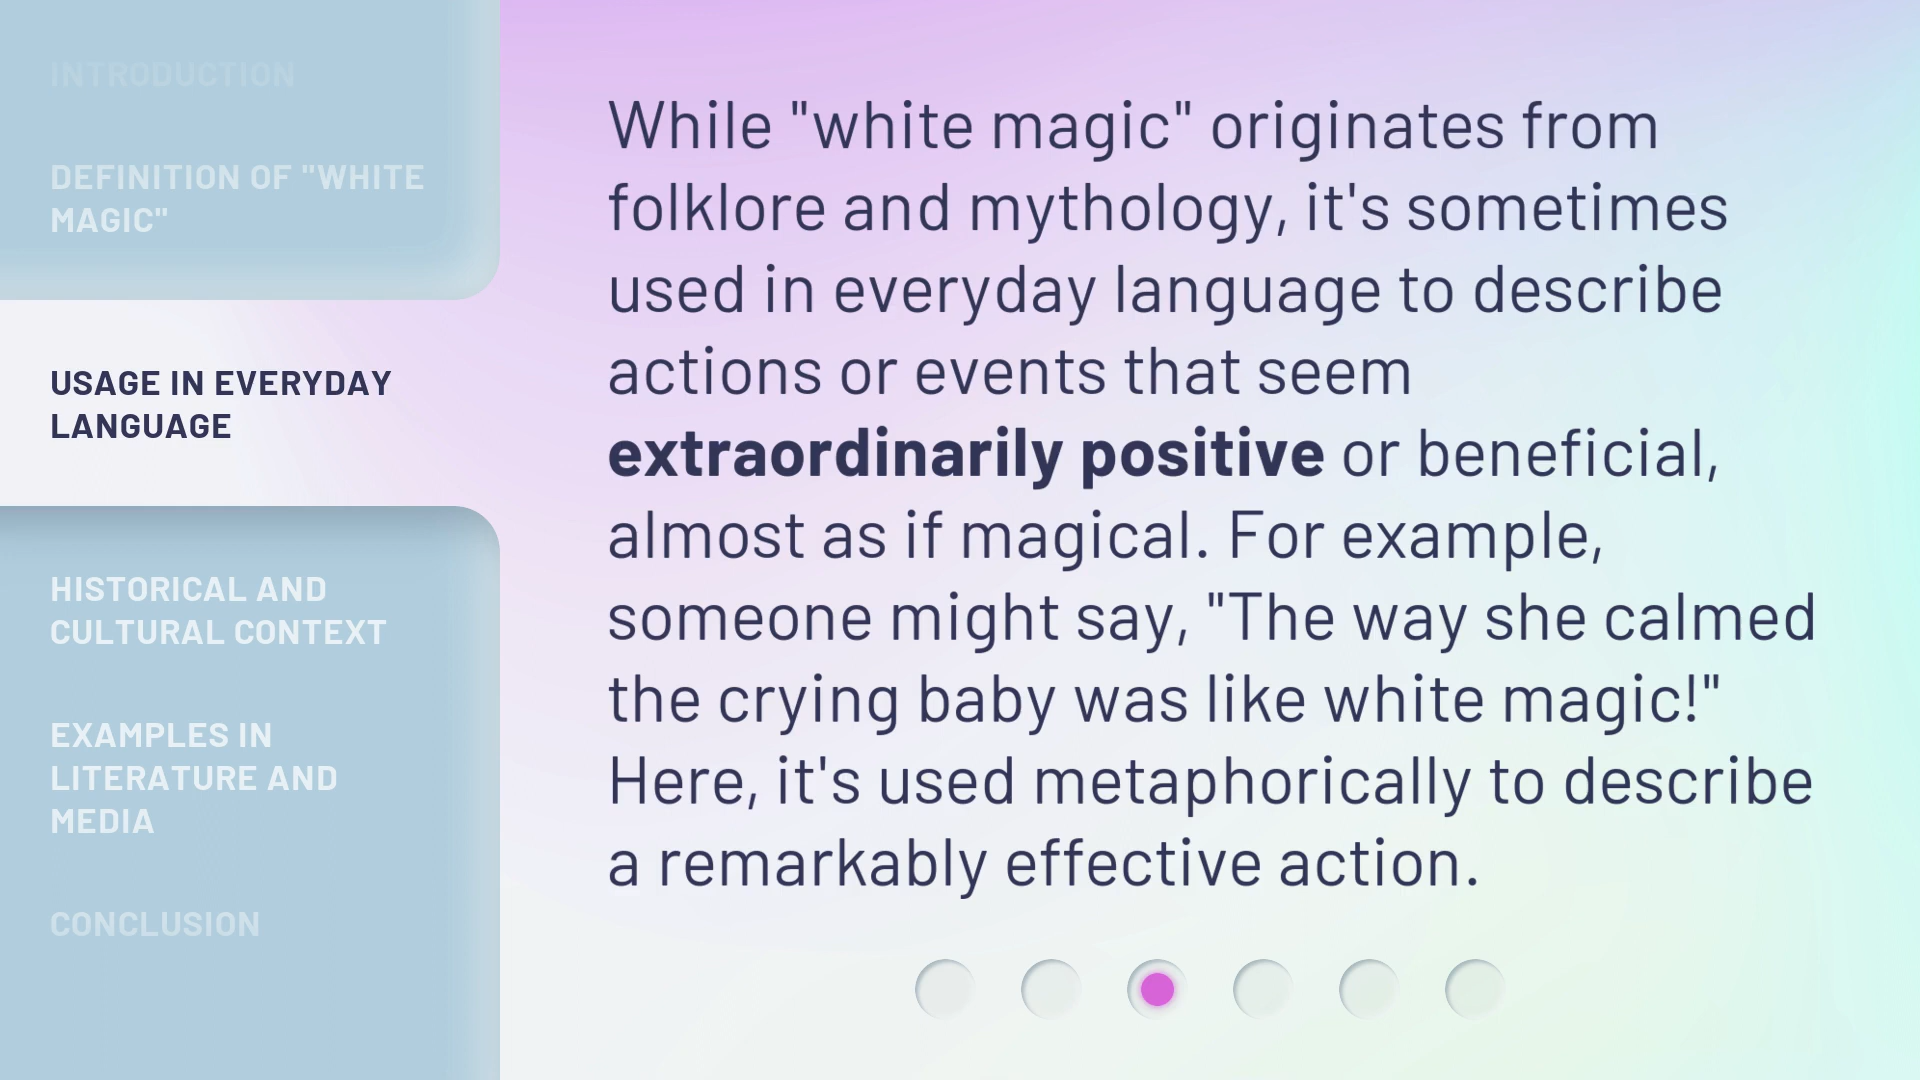 INTRODUCTION
DEFINITION OF "WHITE
MAGIC"
USAGE IN EVERYDAY
LANGUAGE
HISTORICAL AND
CULTURAL CONTEXT
EXAMPLES IN
LITERATURE AND
MEDIA
CONCLUSION
While "white magic" originates from
folklore and mythology, it's sometimes
used in everyday language to describe
actions or events that seem
extraordinarily positive or beneficial,
almost as if magical. For example,
someone might say, "The way she calmed
the crying baby was like white magic!"
Here, it's used metaphorically to describe
a remarkably effective action.